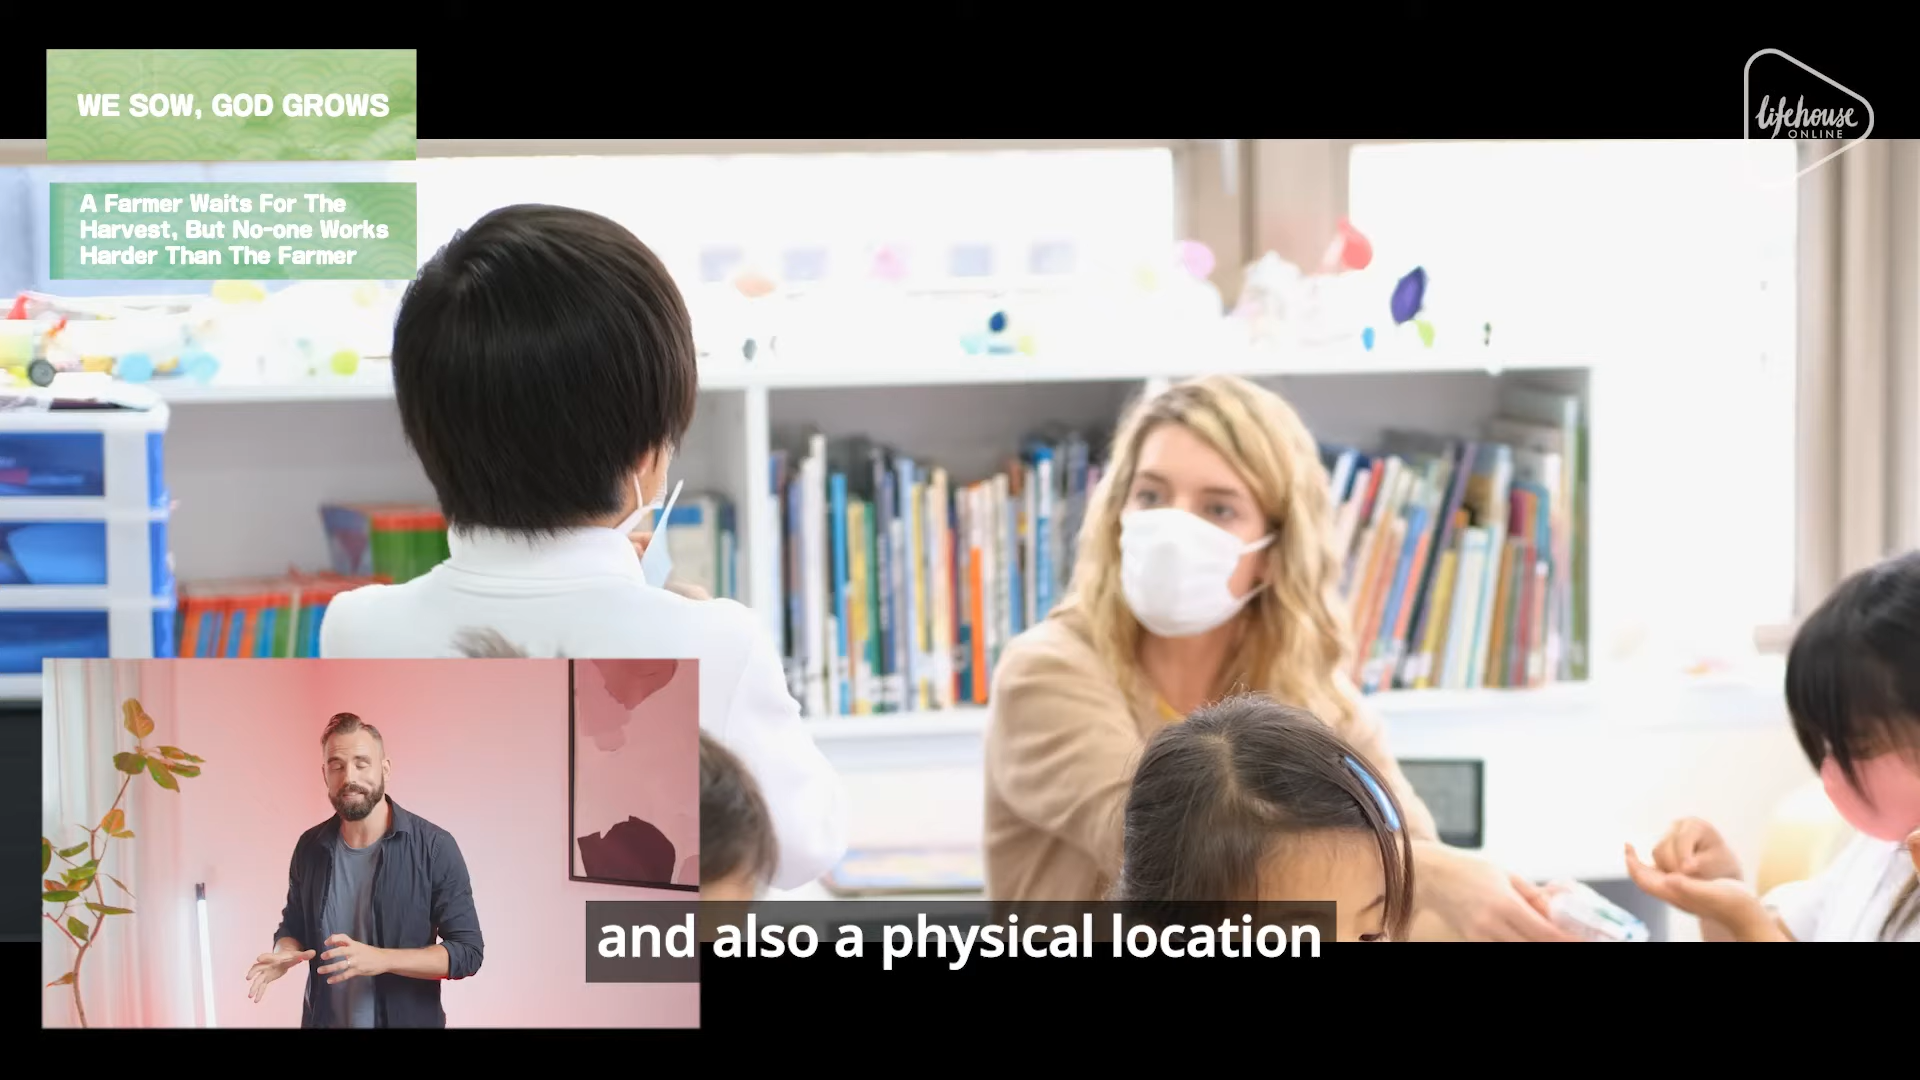 WE SOW, GOD GROWS
lifehouse
ONLINE
A Farmer Waits For The
Harvest, But No-one Works
Harder Than The Farmer
and also a physical location